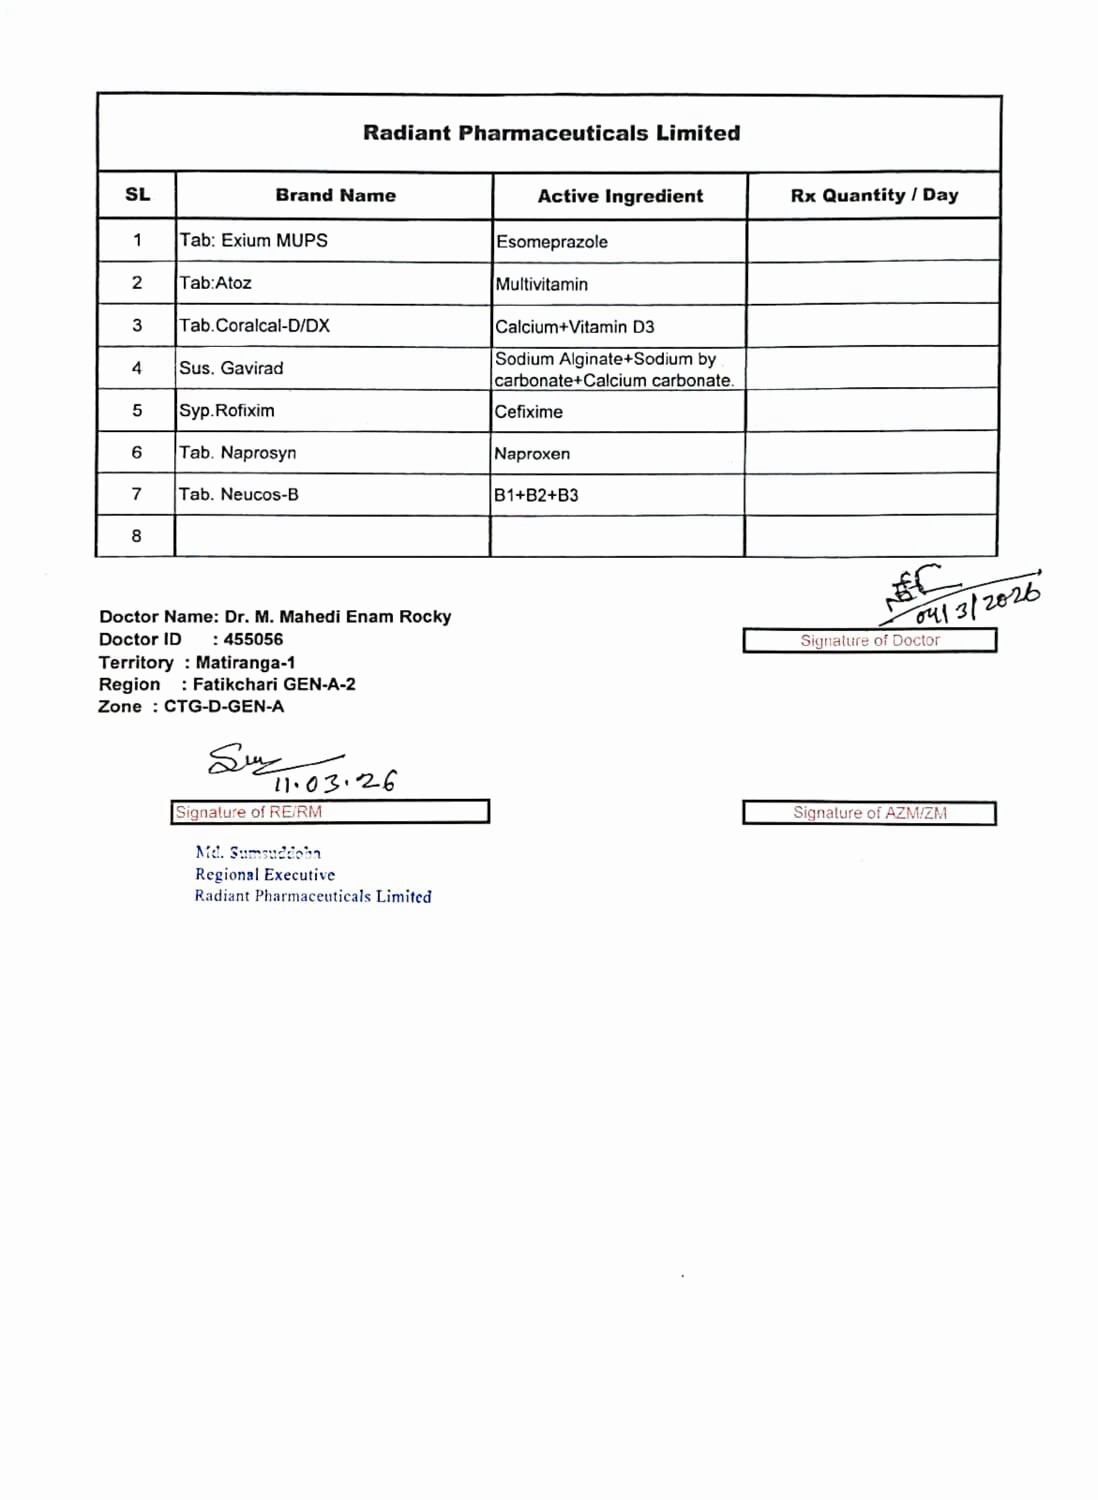 Radiant Pharmaceuticals Limited
SL Brand Name Active Ingredient Rx Quantity / Day
1 Tab: Exium MUPS Esomeprazole
2 Tab:Atoz Multivitamin
3 Tab.Coralcal-D/DX Calcium+Vitamin D3
4 Sus. Gavirad Sodium Alginate+Sodium by
carbonate+Calcium carbonate.
5 Syp.Rofixim Cefixime
6 Tab. Naprosyn Naproxen
7 Tab. Neucos-B B1+B2+B3
8
04/3/2026
Signature of Doctor
Doctor Name: Dr. M. Mahedi Enam Rocky
Doctor ID : 455056
Territory : Matiranga-1
Region : Fatikchari GEN-A-2
Zone : CTG-D-GEN-A
11.03.26
Signature of RE/RM
Signature of AZM/ZM
Md. Sumsuddoha
Regional Executive
Radiant Pharmaceuticals Limited